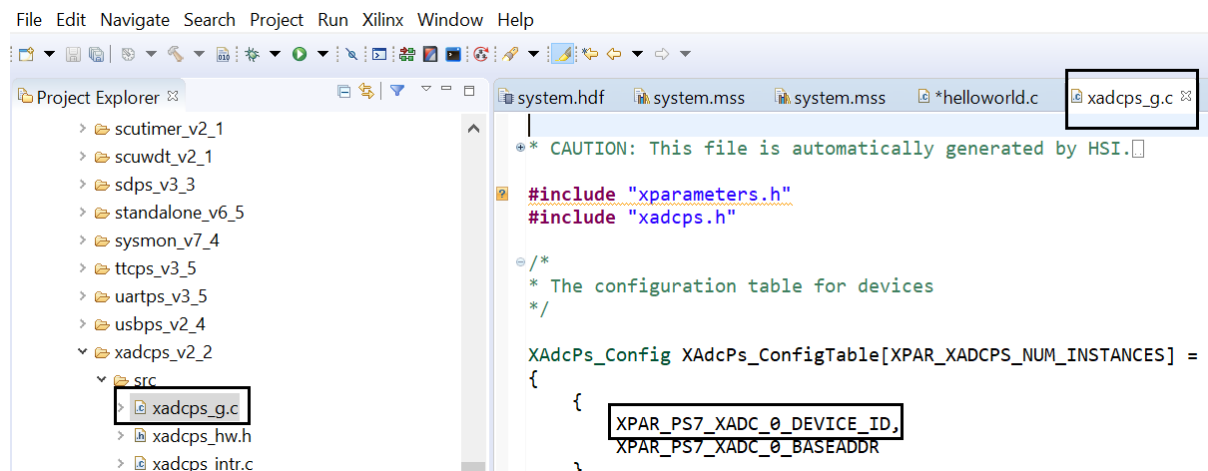 File Edit Navigate Search Project Run Xilinx Window Help
Project Explorer
scutimer_v2_1
scuwdt_v2_1
sdps_v3_3
standalone_v6_5
sysmon_v7_4
ttcps_v3_5
uartps_v3_5
usbps_v2_4
xadcps_v2_2
src
xadcps_g.c
xadcps_hw.h
xadcps_intr.c
system.hdf system.mss system.mss *helloworld.c xadcps_g.c
* CAUTION: This file is automatically generated by HSI.
#include "xparameters.h"
#include "xadcps.h"
/*
* The configuration table for devices
*/
XAdcPs_Config XAdcPs_ConfigTable[XPAR_XADCPS_NUM_INSTANCES] =
{
{
XPAR_PS7_XADC_0_DEVICE_ID,
XPAR_PS7_XADC_0_BASEADDR
}